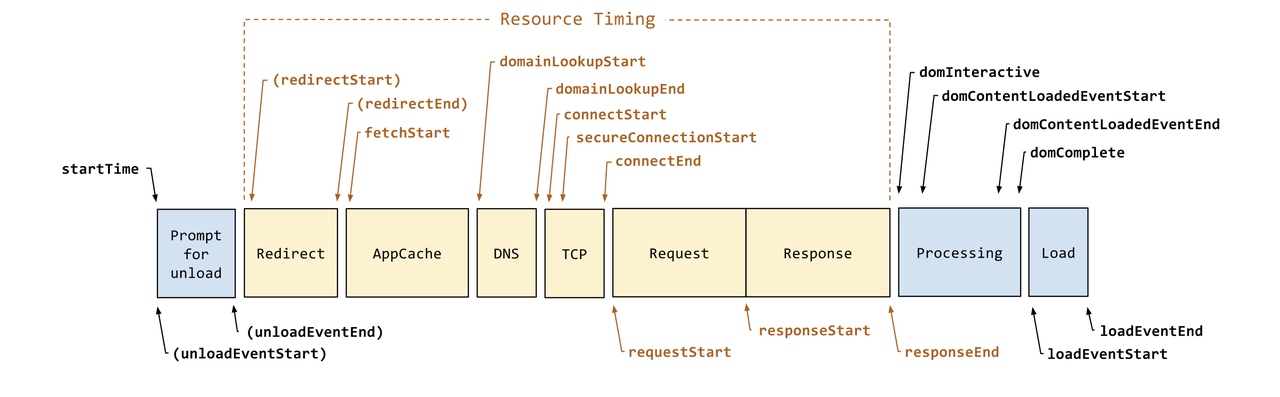 Resource Timing
(redirectStart)
(redirectEnd)
fetchStart
domainLookupStart
domainLookupEnd
connectStart
secureConnectionStart
connectEnd
domInteractive
domContentLoadedEventStart
domContentLoadedEventEnd
domComplete
startTime
Prompt
for
unload
Redirect
AppCache
DNS
TCP
Request
Response
Processing
Load
(unloadEventEnd)
(unloadEventStart)
responseStart
requestStart
responseEnd
loadEventEnd
loadEventStart